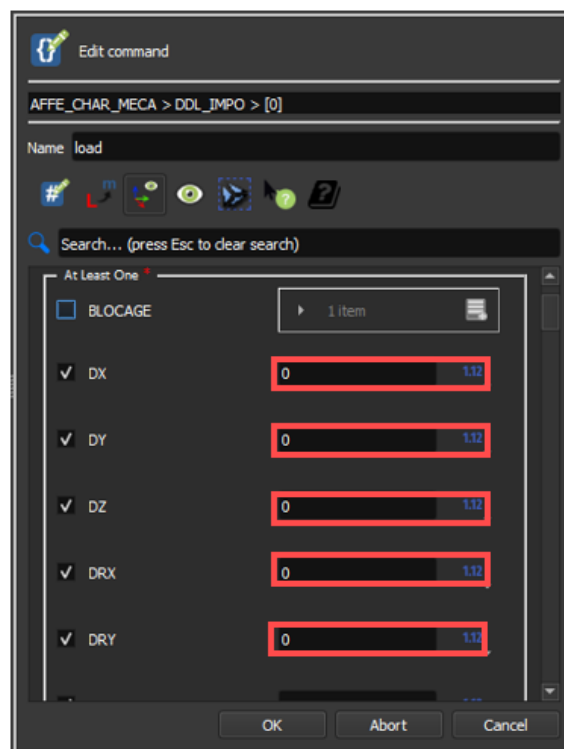 Edit command
AFFE_CHAR_MECA > DDL_IMPO > [0]
Name load
Search... (press Esc to clear search)
At Least One *
BLOCAGE 1 item
DX 0 1.12
DY 0 1.12
DZ 0 1.12
DRX 0 1.12
DRY 0 1.12
OK Abort Cancel